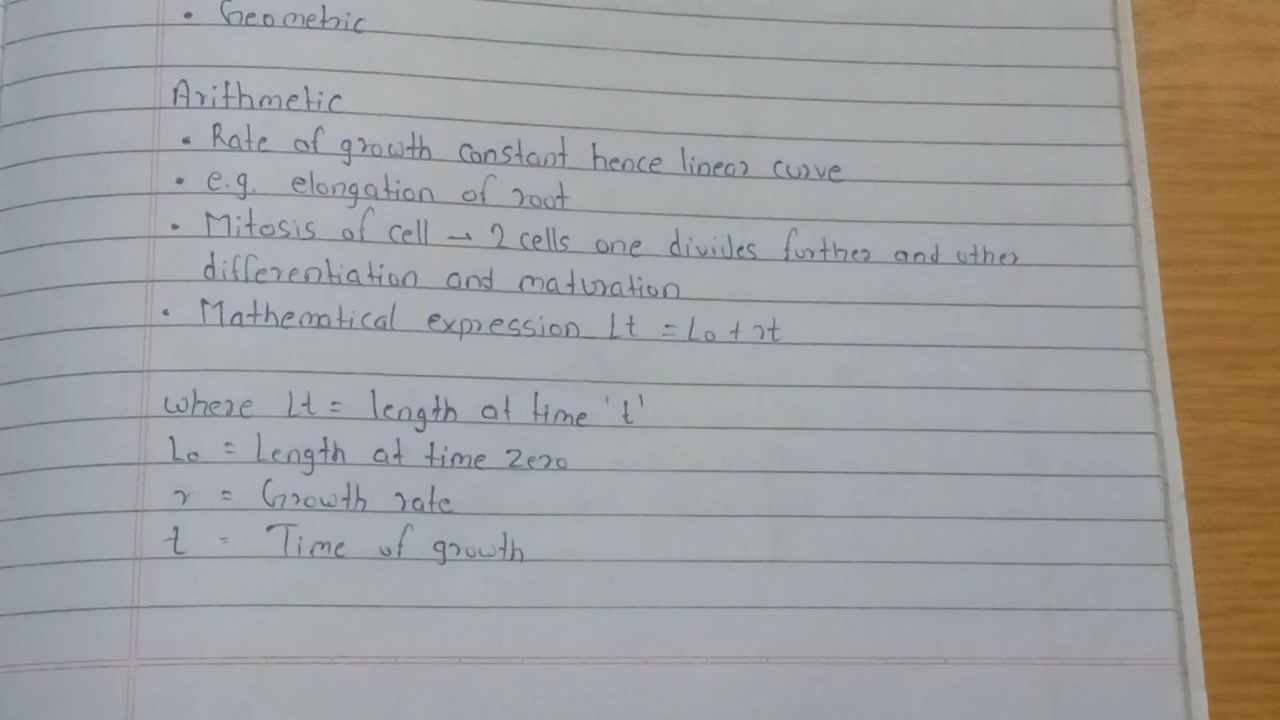 • Geometric
Arithmetic
• Rate of growth constant hence linear curve
• e.g. elongation of root
• Mitosis of cell → 2 cells one divides further and other
differentiation and maturation
• Mathematical expression Lt = L₀ + rt
where Lt = length at time 't'
L₀ = Length at time zero
r = Growth rate
t = Time of growth